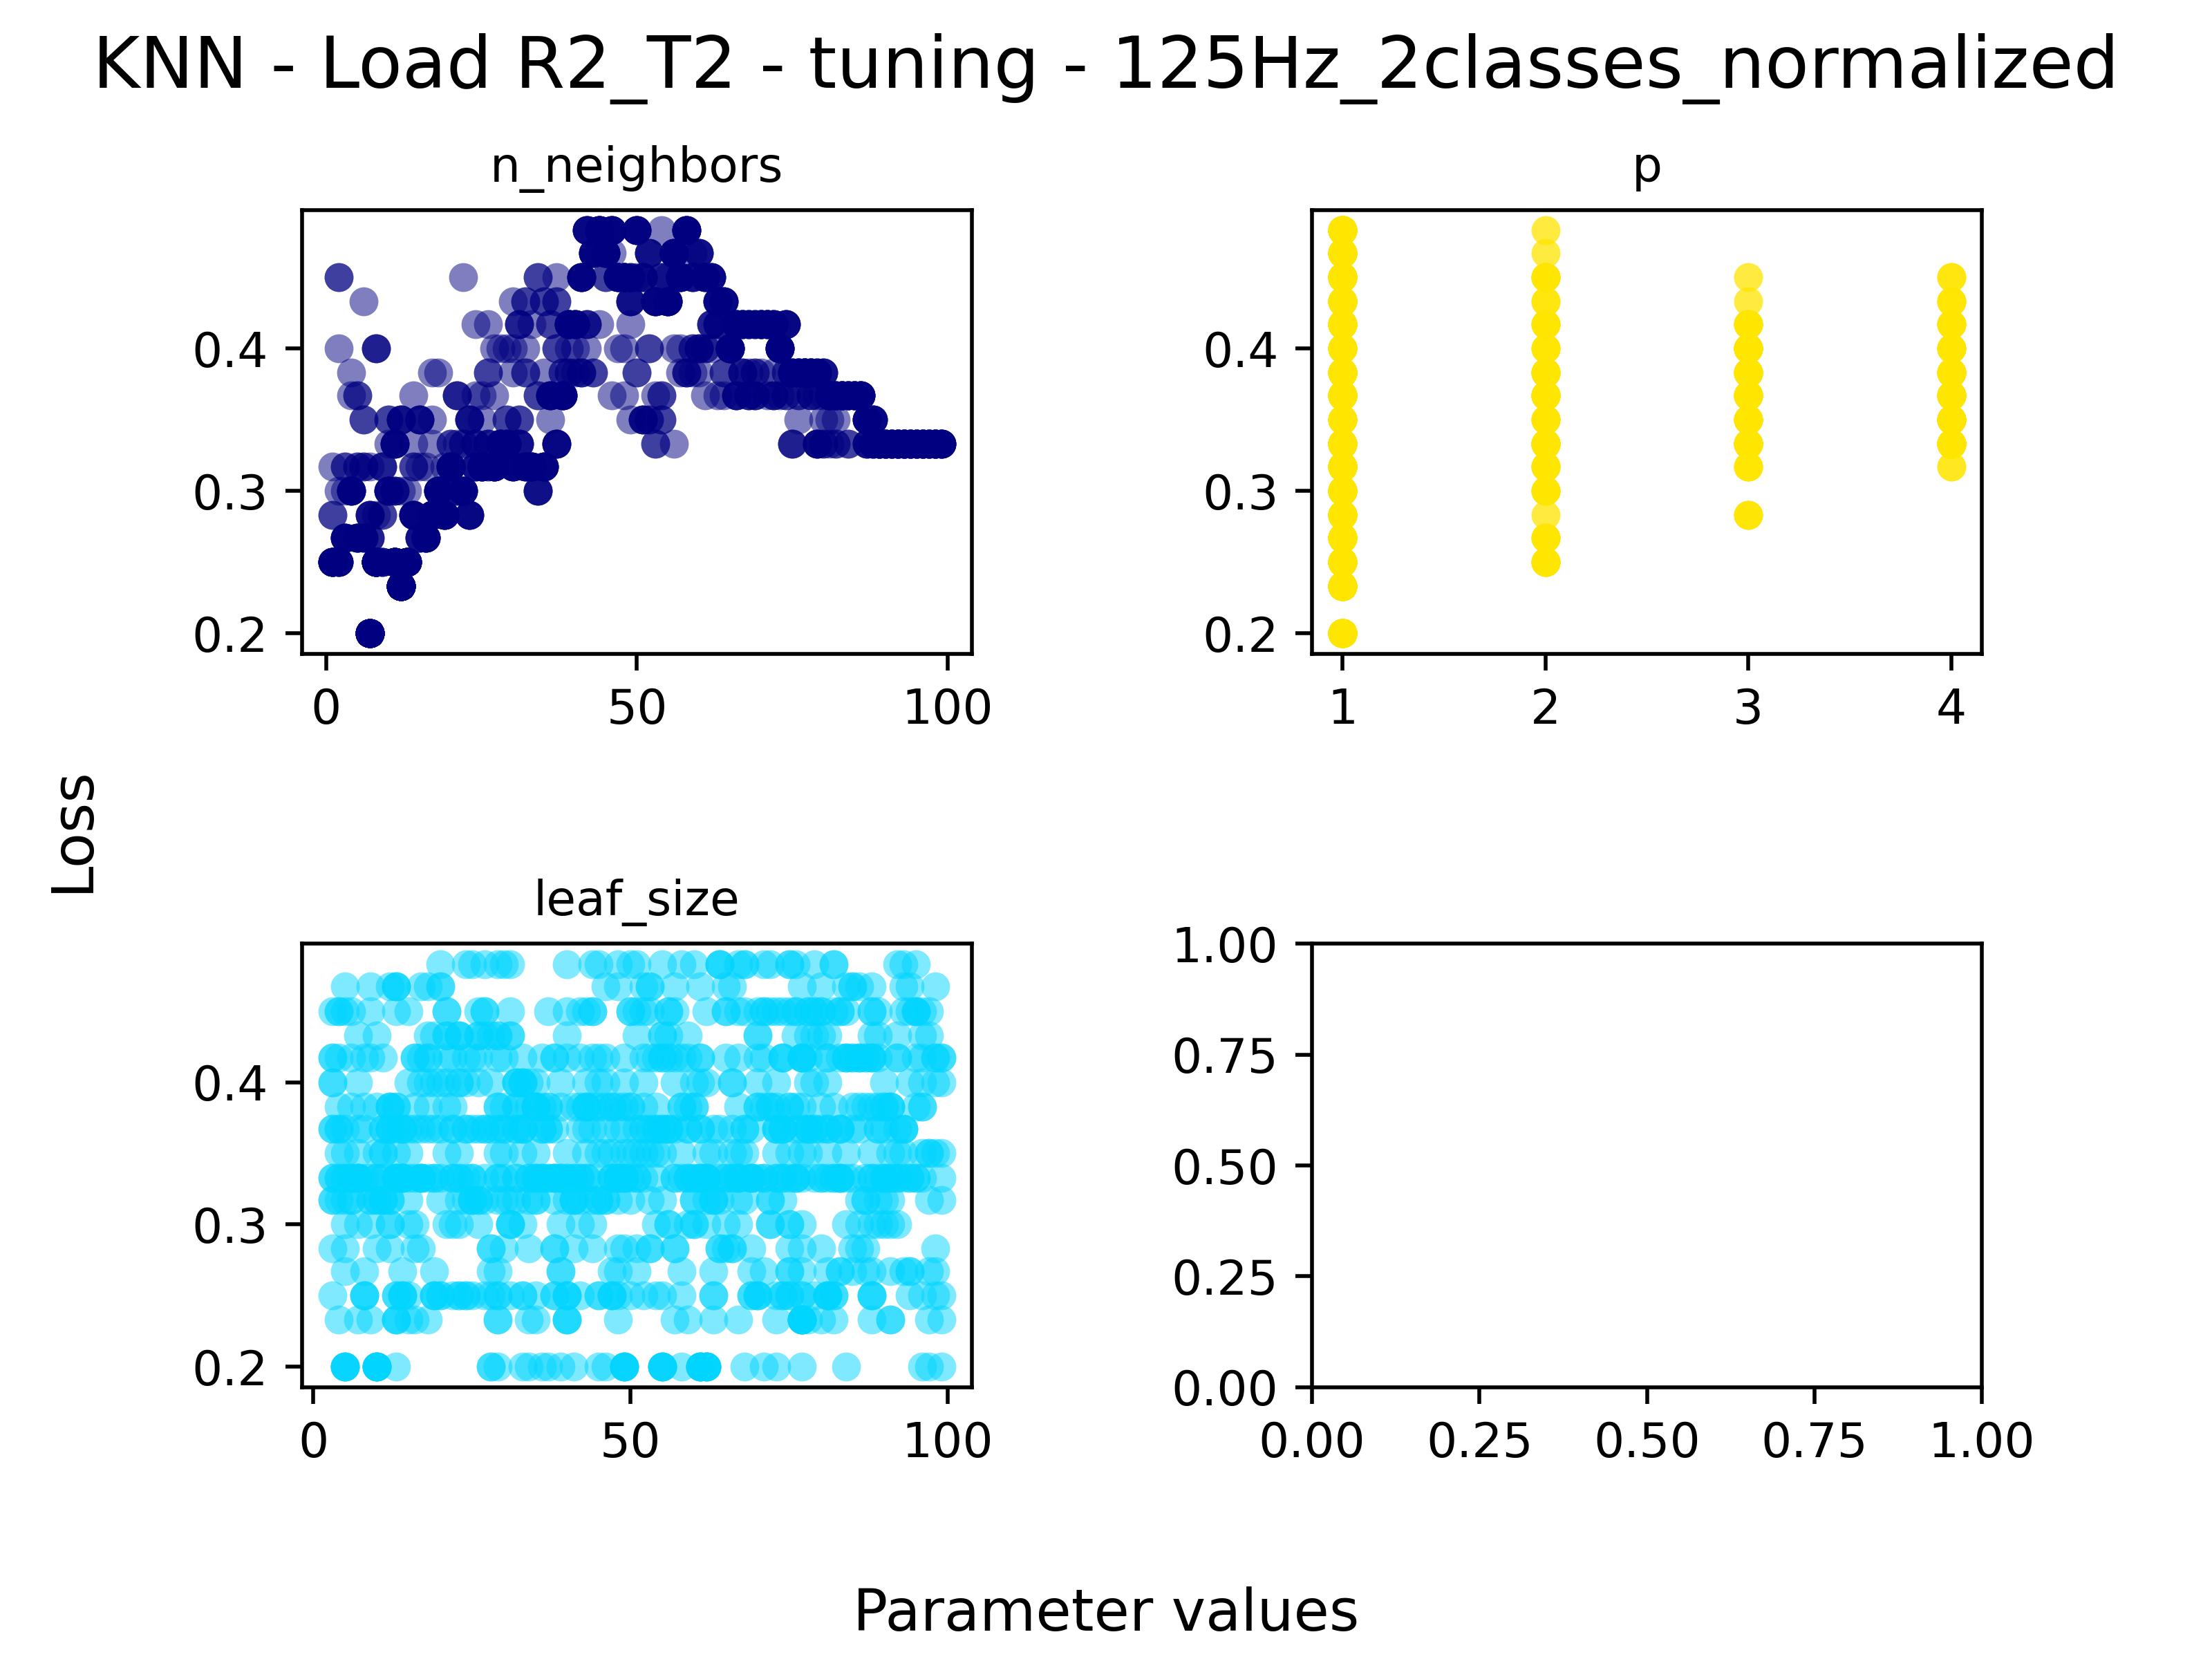 KNN - Load R2_T2 - tuning - 125Hz_2classes_normalized
n_neighbors
0.4
0.3
0.2
0 50 100
p
0.4
0.3
0.2
1 2 3 4
Loss
leaf_size
0.4
0.3
0.2
0 50 100
1.00
0.75
0.50
0.25
0.00
0.00 0.25 0.50 0.75 1.00
Parameter values